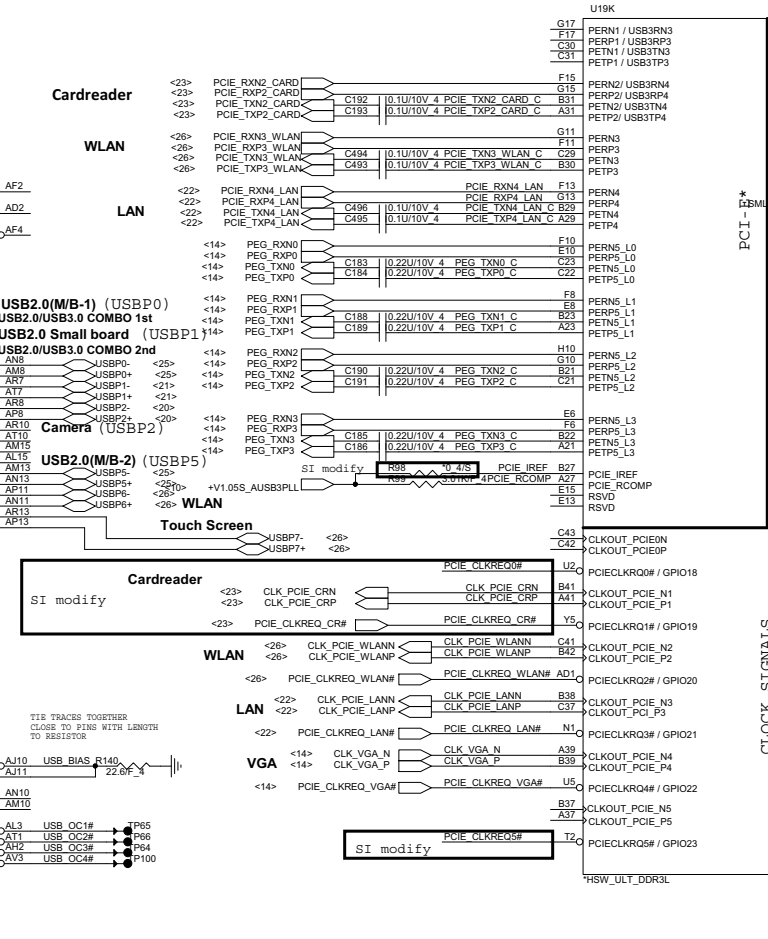 U19K
G17 PERN1 / USB3RN3
F17 PERP1 / USB3RP3
C30 PETN1 / USB3TN3
C31 PETP1 / USB3TP3
Cardreader
<23> PCIE_RXN2_CARD F15 PERN2/ USB3RN4
<23> PCIE_RXP2_CARD G15 PERP2/ USB3RP4
<23> PCIE_TXN2_CARD C192 0.1U/10V_4 PCIE_TXN2_CARD_C B31 PETN2/ USB3TN4
<23> PCIE_TXP2_CARD C193 0.1U/10V_4 PCIE_TXP2_CARD_C A31 PETP2/ USB3TP4
WLAN
<26> PCIE_RXN3_WLAN G11 PERN3
<26> PCIE_RXP3_WLAN F11 PERP3
<26> PCIE_TXN3_WLAN C494 0.1U/10V_4 PCIE_TXN3_WLAN_C C29 PETN3
<26> PCIE_TXP3_WLAN C493 0.1U/10V_4 PCIE_TXP3_WLAN_C B30 PETP3
AF2
AD2
AF4
LAN
<22> PCIE_RXN4_LAN PCIE_RXN4_LAN F13 PERN4
<22> PCIE_RXP4_LAN PCIE_RXP4_LAN G13 PERP4
<22> PCIE_TXN4_LAN C496 0.1U/10V_4 PCIE_TXN4_LAN_C B29 PETN4
<22> PCIE_TXP4_LAN C495 0.1U/10V_4 PCIE_TXP4_LAN_C A29 PETP4
PCI-E*
SML
<14> PEG_RXN0 F10 PERN5_L0
<14> PEG_RXP0 E10 PERP5_L0
<14> PEG_TXN0 C183 0.22U/10V_4 PEG_TXN0_C C23 PETN5_L0
<14> PEG_TXP0 C184 0.22U/10V_4 PEG_TXP0_C C22 PETP5_L0
<14> PEG_RXN1 F8 PERN5_L1
<14> PEG_RXP1 E8 PERP5_L1
<14> PEG_TXN1 C188 0.22U/10V_4 PEG_TXN1_C B23 PETN5_L1
<14> PEG_TXP1 C189 0.22U/10V_4 PEG_TXP1_C A23 PETP5_L1
<14> PEG_RXN2 H10 PERN5_L2
<14> PEG_RXP2 G10 PERP5_L2
<14> PEG_TXN2 C190 0.22U/10V_4 PEG_TXN2_C B21 PETN5_L2
<14> PEG_TXP2 C191 0.22U/10V_4 PEG_TXP2_C C21 PETP5_L2
<14> PEG_RXN3 E6 PERN5_L3
<14> PEG_RXP3 F6 PERP5_L3
<14> PEG_TXN3 C185 0.22U/10V_4 PEG_TXN3_C B22 PETN5_L3
<14> PEG_TXP3 C186 0.22U/10V_4 PEG_TXP3_C A21 PETP5_L3
USB2.0(M/B-1) (USBP0)
USB2.0/USB3.0 COMBO 1st
USB2.0 Small board (USBP1)
USB2.0/USB3.0 COMBO 2nd
AN8 USBP0- <25>
AM8 USBP0+ <25>
AR7 USBP1- <21>
AT7 USBP1+ <21>
AR8 USBP2- <20>
AP8 USBP2+ <20>
AR10
Camera (USBP2)
AT10
AM15
AL15
USB2.0(M/B-2) (USBP5)
AM13 USBP5- <25>
AN13 USBP5+ <25>
AP11 USBP6- <26>
AN11 USBP6+ <26> WLAN
AR13
AP13
SI modify R98 *0_4/S PCIE_IREF B27 PCIE_IREF
<10> +V1.05S_AUSB3PLL R99 3.01K/F_4 PCIE_RCOMP A27 PCIE_RCOMP
E15 RSVD
E13 RSVD
Touch Screen
USBP7- <26>
USBP7+ <26>
C43 CLKOUT_PCIE0N
C42 CLKOUT_PCIE0P
PCIE_CLKREQ0# U2 PCIECLKRQ0# / GPIO18
Cardreader
SI modify
<23> CLK_PCIE_CRN CLK_PCIE_CRN B41 CLKOUT_PCIE_N1
<23> CLK_PCIE_CRP CLK_PCIE_CRP A41 CLKOUT_PCIE_P1
<23> PCIE_CLKREQ_CR# PCIE_CLKREQ_CR# Y5 PCIECLKRQ1# / GPIO19
WLAN
<26> CLK_PCIE_WLANN CLK_PCIE_WLANN C41 CLKOUT_PCIE_N2
<26> CLK_PCIE_WLANP CLK_PCIE_WLANP B42 CLKOUT_PCIE_P2
<26> PCIE_CLKREQ_WLAN# PCIE_CLKREQ_WLAN# AD1 PCIECLKRQ2# / GPIO20
LAN
<22> CLK_PCIE_LANN CLK_PCIE_LANN B38 CLKOUT_PCIE_N3
<22> CLK_PCIE_LANP CLK_PCIE_LANP C37 CLKOUT_PCI_P3
<22> PCIE_CLKREQ_LAN# PCIE_CLKREQ_LAN# N1 PCIECLKRQ3# / GPIO21
CLOCK SIGNALS
TIE TRACES TOGETHER
CLOSE TO PINS WITH LENGTH
TO RESISTOR
AJ10 USB_BIAS R140
AJ11 22.6/F_4
VGA
<14> CLK_VGA_N CLK_VGA_N A39 CLKOUT_PCIE_N4
<14> CLK_VGA_P CLK_VGA_P B39 CLKOUT_PCIE_P4
<14> PCIE_CLKREQ_VGA# PCIE_CLKREQ_VGA# U5 PCIECLKRQ4# / GPIO22
AN10
AM10
B37 CLKOUT_PCIE_N5
A37 CLKOUT_PCIE_P5
AL3 USB_OC1# TP65
AT1 USB_OC2# TP66
AH2 USB_OC3# TP64
AV3 USB_OC4# TP100
SI modify PCIE_CLKREQ5# T2 PCIECLKRQ5# / GPIO23
*HSW_ULT_DDR3L